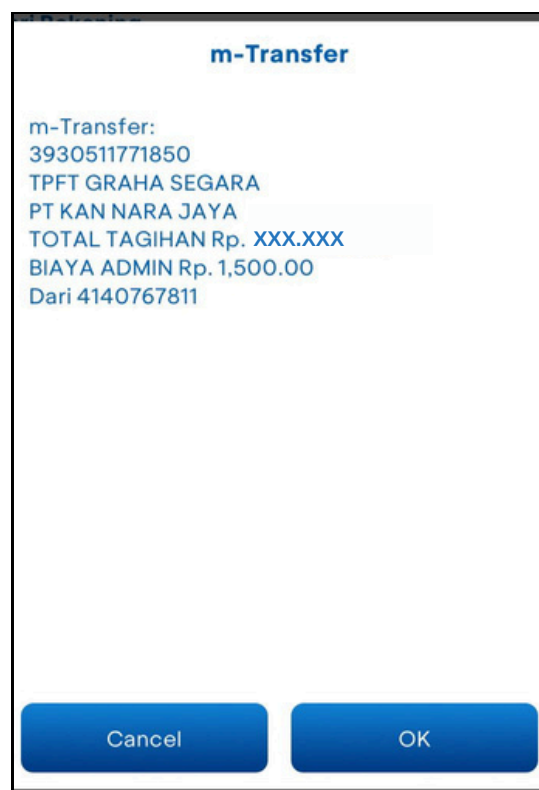 m-Transfer
m-Transfer:
3930511771850
TPFT GRAHA SEGARA
PT KAN NARA JAYA
TOTAL TAGIHAN Rp. XXX.XXX
BIAYA ADMIN Rp. 1,500.00
Dari 4140767811
Cancel
OK